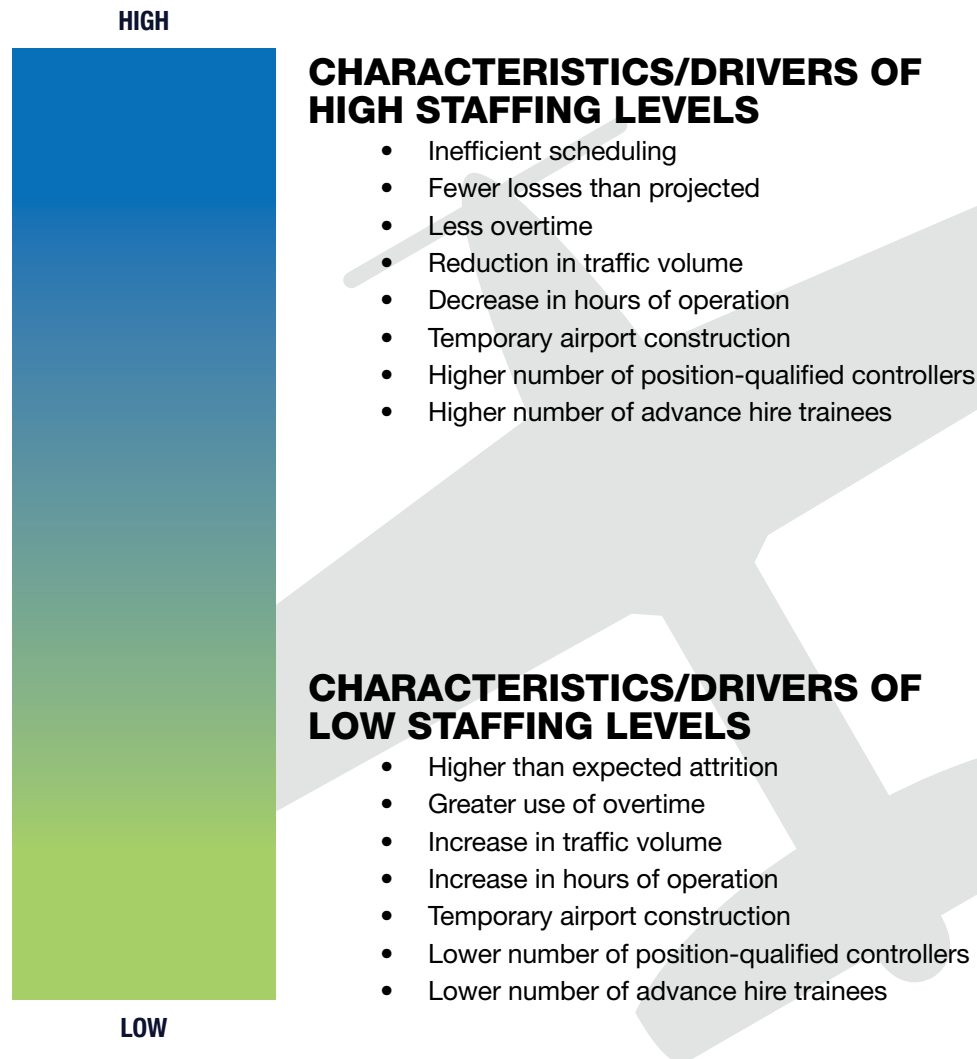 HIGH
CHARACTERISTICS/DRIVERS OF
HIGH STAFFING LEVELS
• Inefficient scheduling
• Fewer losses than projected
• Less overtime
• Reduction in traffic volume
• Decrease in hours of operation
• Temporary airport construction
• Higher number of position-qualified controllers
• Higher number of advance hire trainees
CHARACTERISTICS/DRIVERS OF
LOW STAFFING LEVELS
• Higher than expected attrition
• Greater use of overtime
• Increase in traffic volume
• Increase in hours of operation
• Temporary airport construction
• Lower number of position-qualified controllers
• Lower number of advance hire trainees
LOW